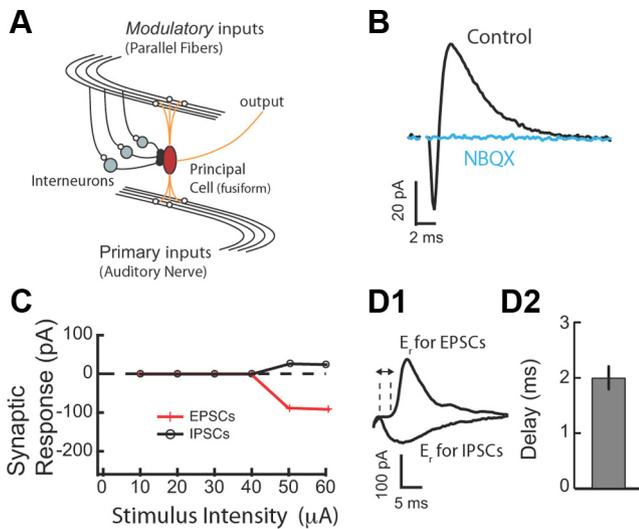 A
Modulatory inputs
(Parallel Fibers)
output
Interneurons
Principal
Cell (fusiform)
Primary inputs
(Auditory Nerve)
B
Control
NBQX
20 pA
2 ms
C
Synaptic
Response (pA)
100
0
-100
-200
EPSCs
IPSCs
0 10 20 30 40 50 60
Stimulus Intensity (μA)
D1
Er for EPSCs
Er for IPSCs
100 pA
5 ms
D2
Delay (ms)
3
2
1
0